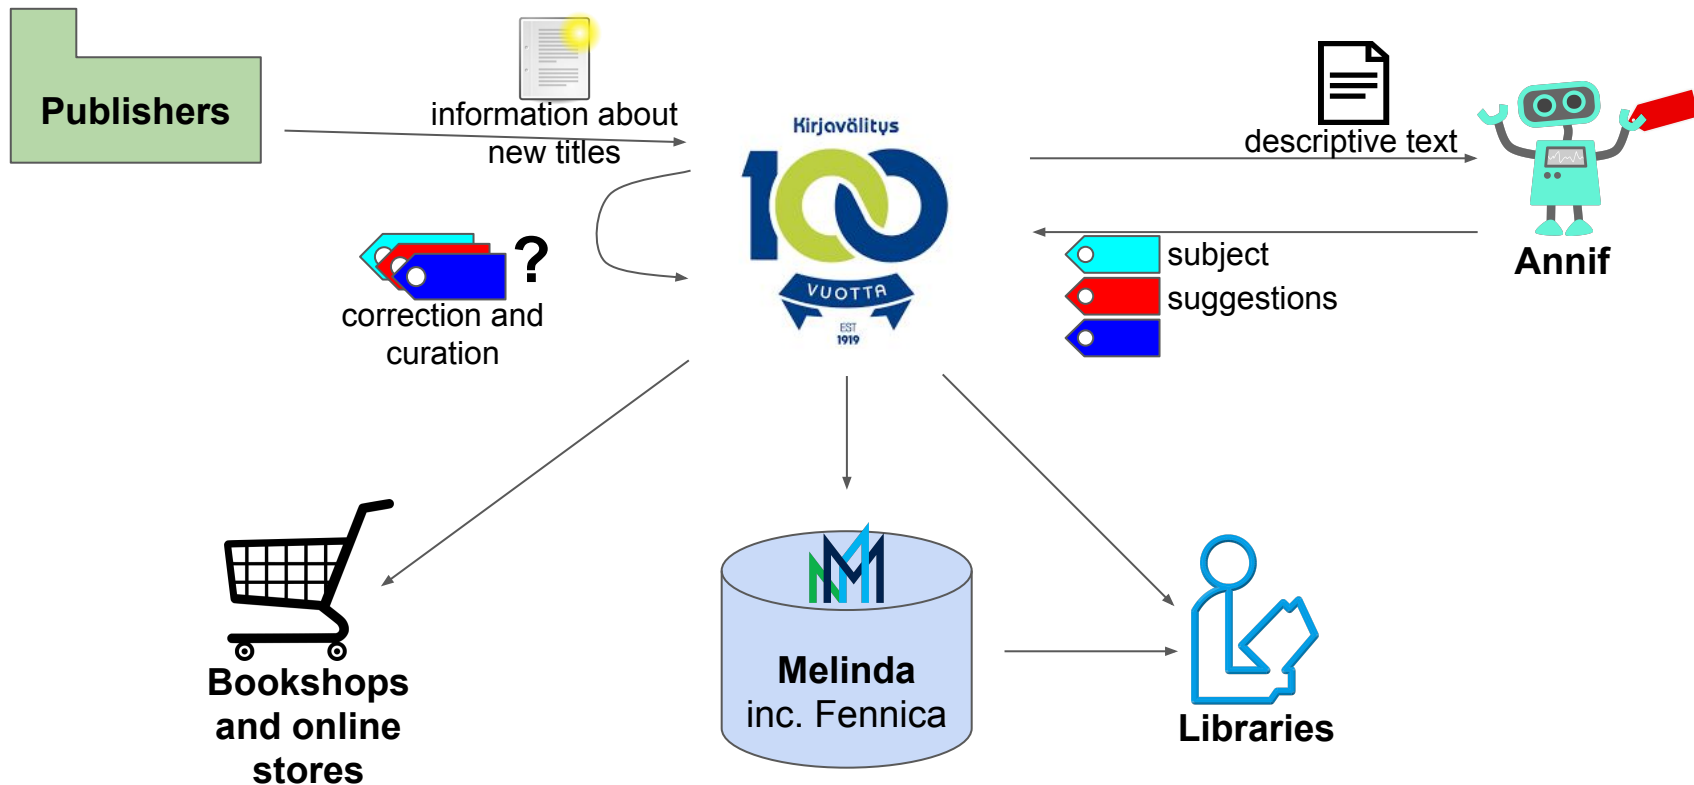 Publishers
information about
new titles
Kirjavälitys
100
VUOTTA
EST
1919
descriptive text
Annif
subject
suggestions
?
correction and
curation
Bookshops
and online
stores
Melinda
inc. Fennica
Libraries